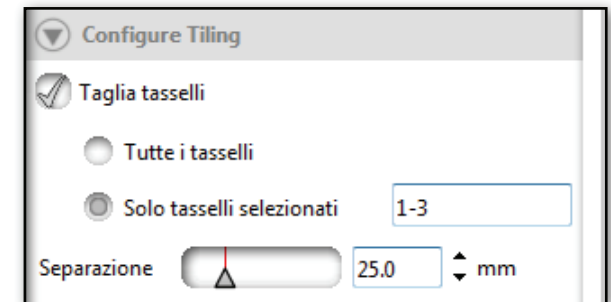 Configure Tiling
Taglia tasselli
Tutte i tasselli
Solo tasselli selezionati 1-3
Separazione 25.0 mm